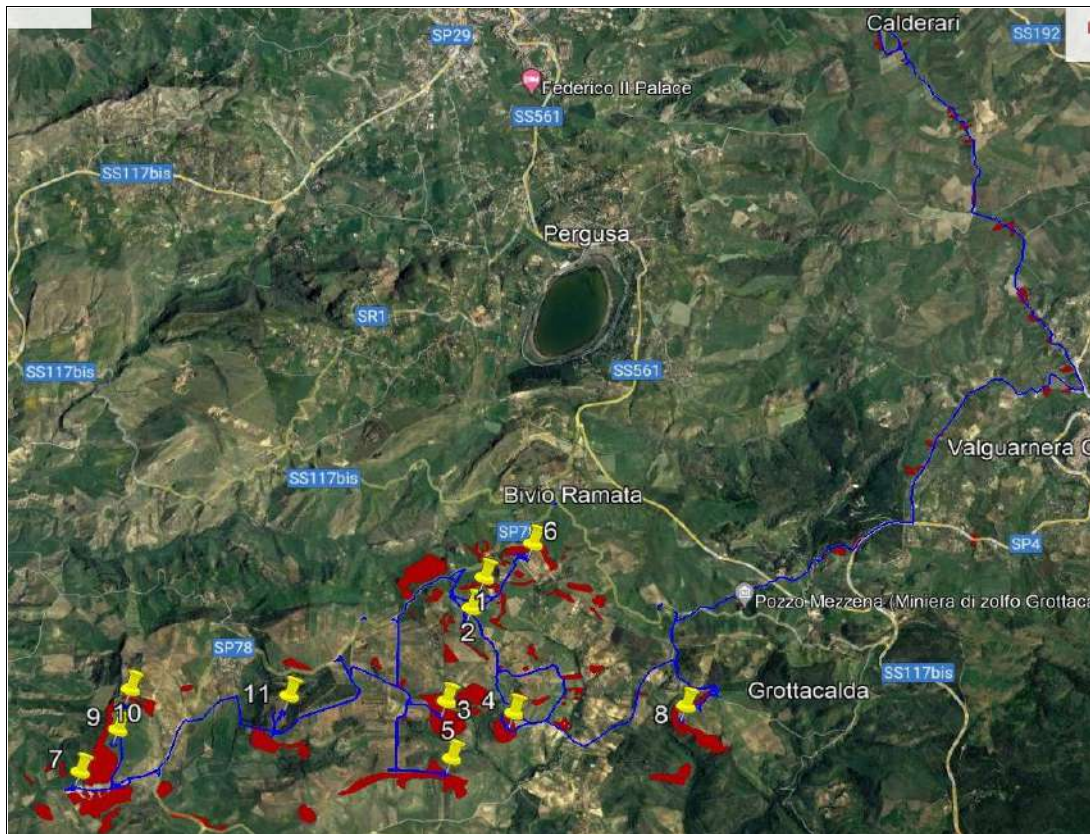 Calderari
SP29
SS192
Federico II Palace
SS561
SS117bis
Pergusa
SR1
SS117bis
SS561
Valguarnera C
SS117bis
Bivio Ramata
SP78
6
SP4
1
Pozzo Mezzena (Miniera di zolfo Grottaca
2
SP78
SS117bis
11
4
Grottacalda
9
10
3
8
5
7